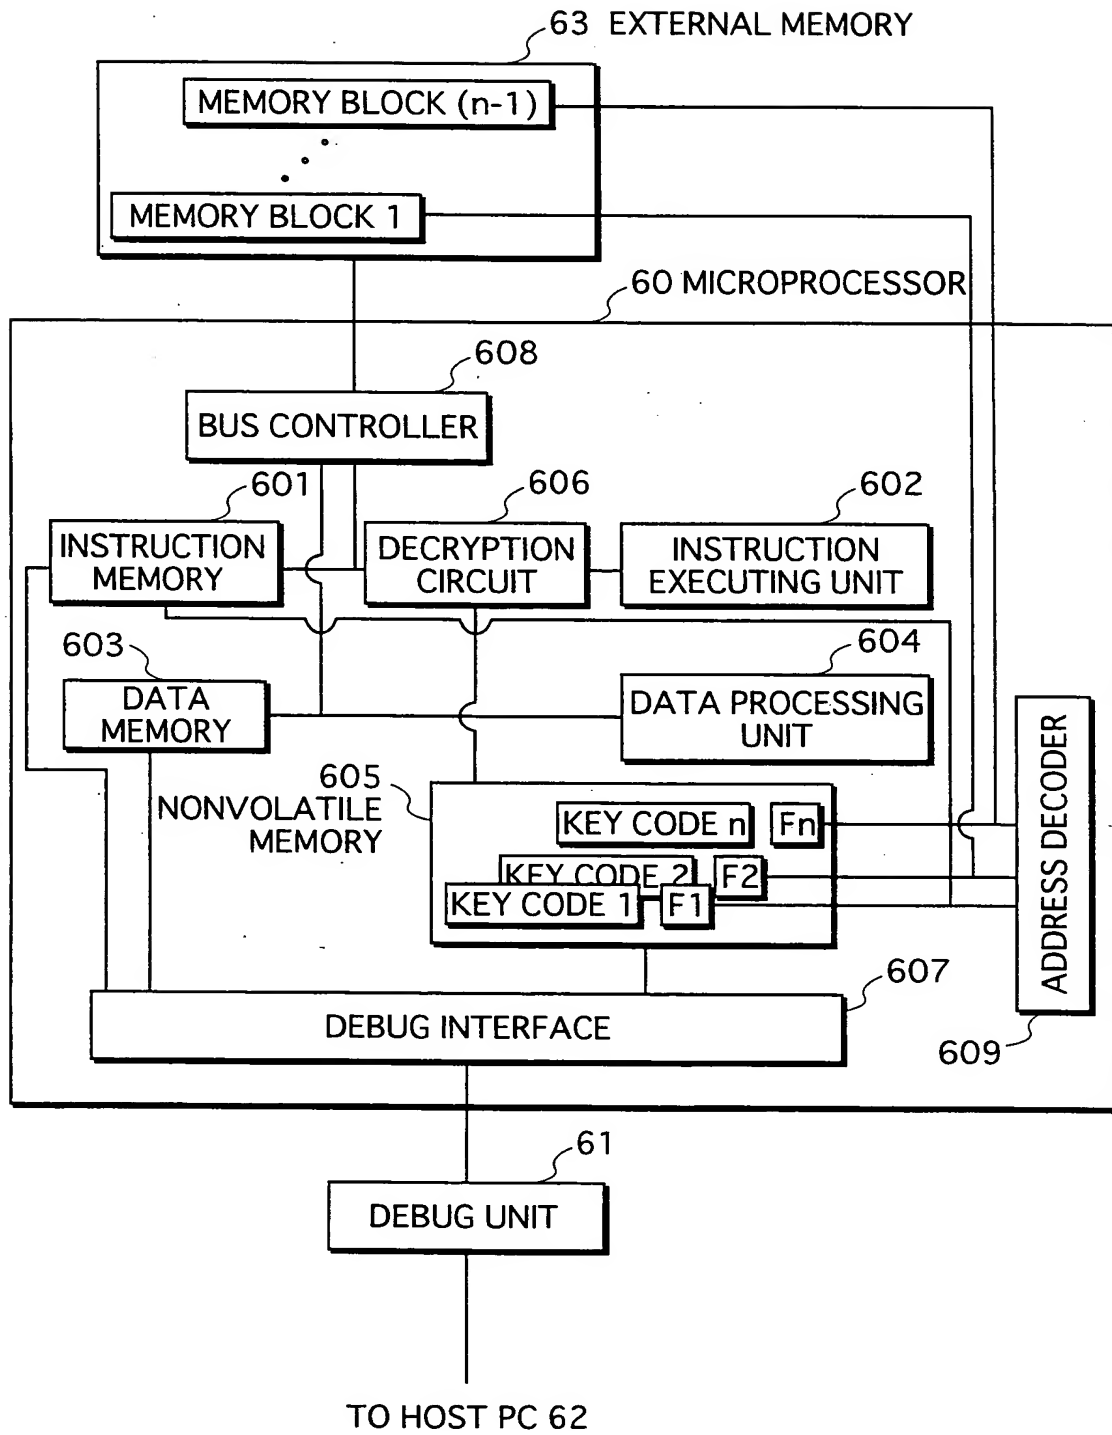 63 EXTERNAL MEMORY
MEMORY BLOCK (n-1)
MEMORY BLOCK 1
60 MICROPROCESSOR
608
BUS CONTROLLER
601
606
602
INSTRUCTION
MEMORY
DECRYPTION
CIRCUIT
INSTRUCTION
EXECUTING UNIT
603
604
DATA
MEMORY
DATA PROCESSING
UNIT
605
NONVOLATILE
MEMORY
KEY CODE n
Fn
KEY CODE 2
F2
KEY CODE 1
F1
ADDRESS DECODER
609
607
DEBUG INTERFACE
61
DEBUG UNIT
TO HOST PC 62